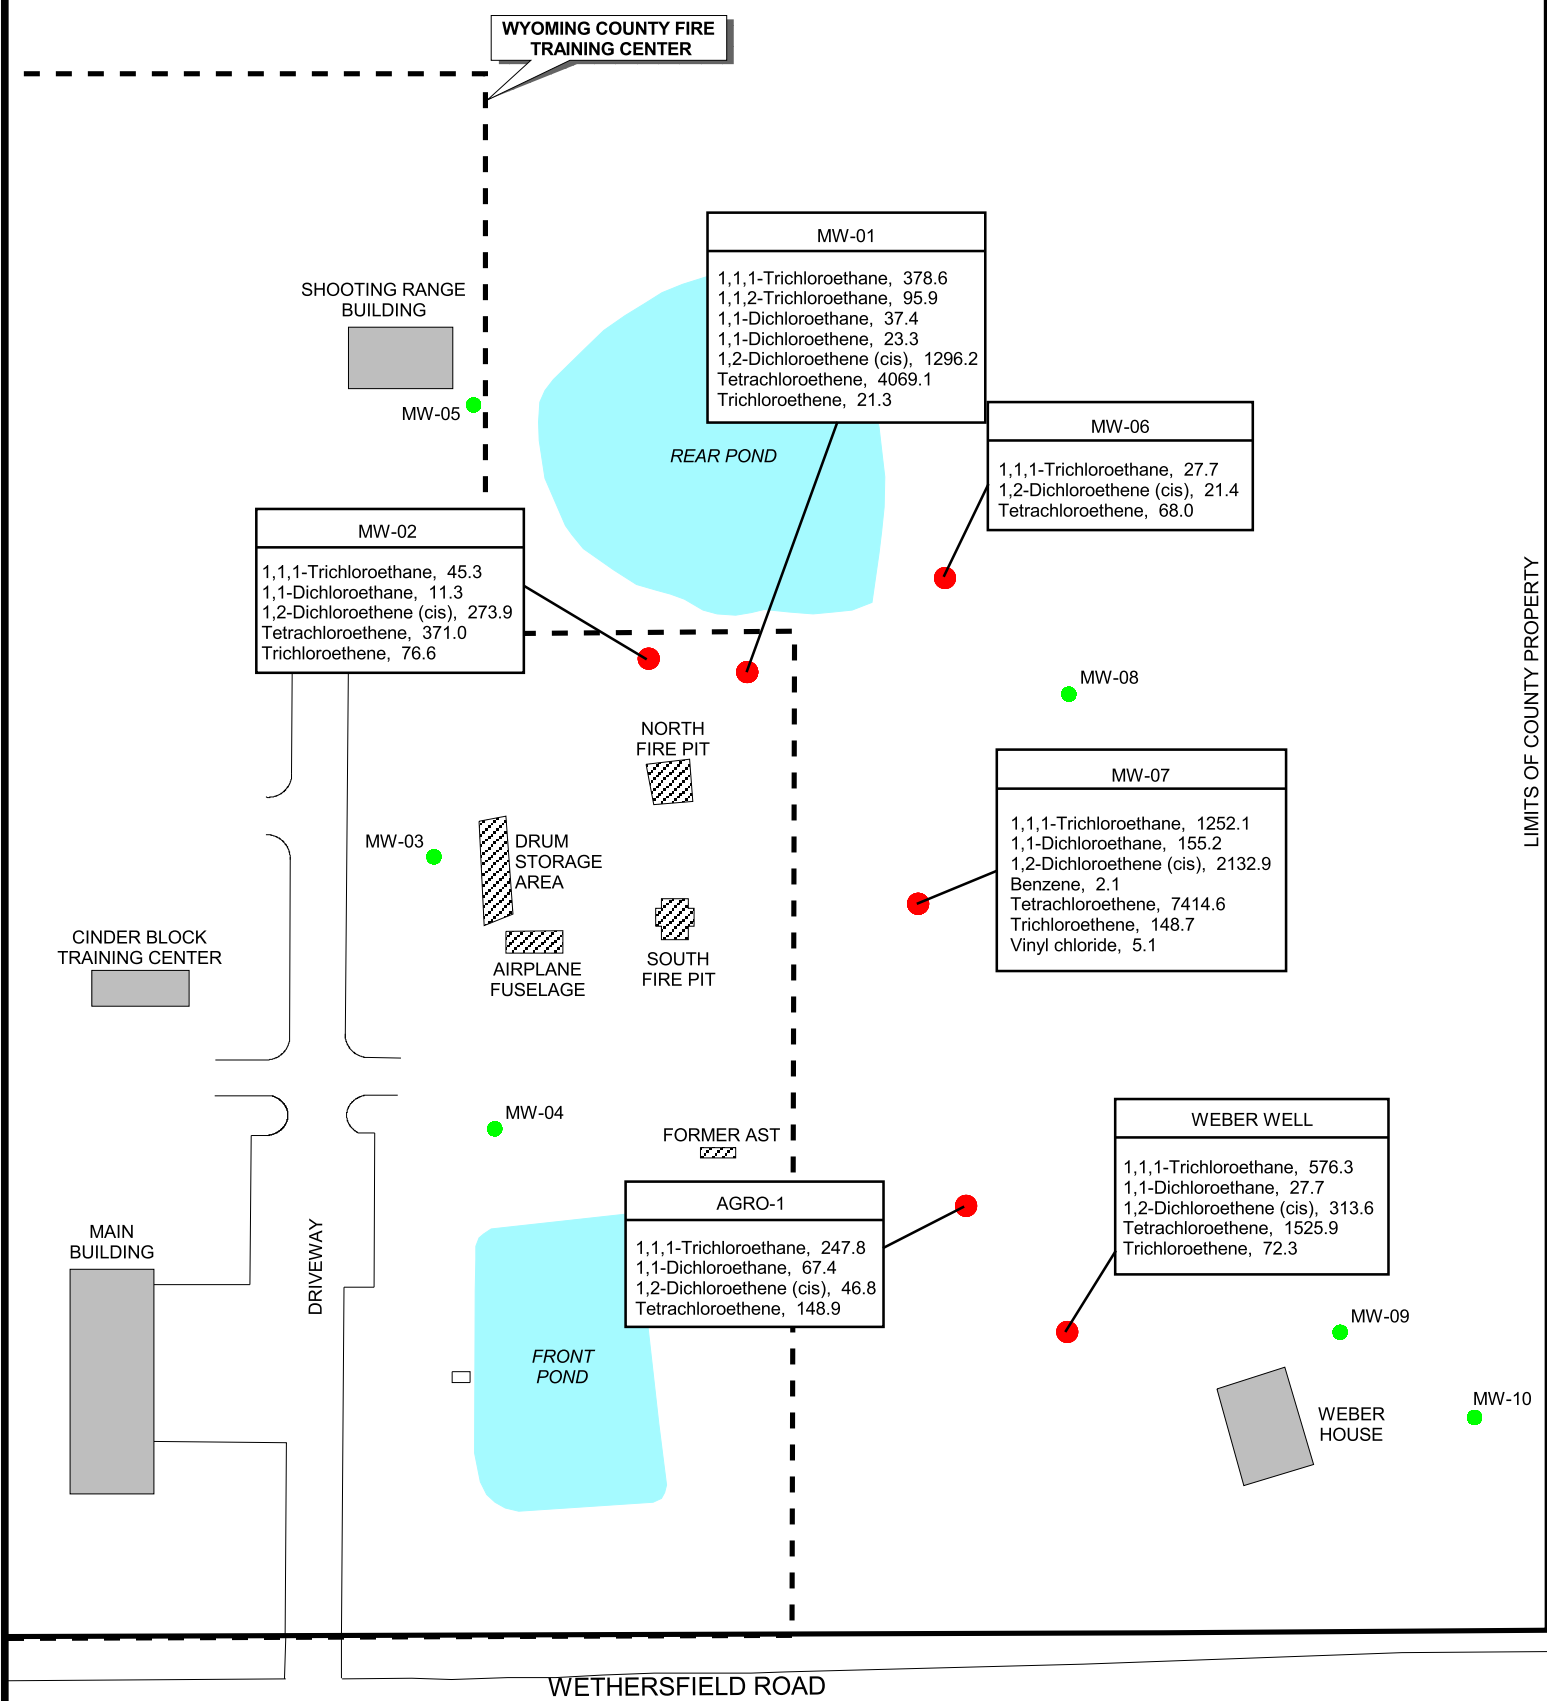 WYOMING COUNTY FIRE
TRAINING CENTER
MW-01
1,1,1-Trichloroethane, 378.6
1,1,2-Trichloroethane, 95.9
1,1-Dichloroethane, 37.4
1,1-Dichloroethene, 23.3
1,2-Dichloroethene (cis), 1296.2
Tetrachloroethene, 4069.1
Trichloroethene, 21.3
SHOOTING RANGE
BUILDING
MW-05
REAR POND
MW-06
1,1,1-Trichloroethane, 27.7
1,2-Dichloroethene (cis), 21.4
Tetrachloroethene, 68.0
MW-02
1,1,1-Trichloroethane, 45.3
1,1-Dichloroethane, 11.3
1,2-Dichloroethene (cis), 273.9
Tetrachloroethene, 371.0
Trichloroethene, 76.6
LIMITS OF COUNTY PROPERTY
MW-08
NORTH
FIRE PIT
MW-07
1,1,1-Trichloroethane, 1252.1
1,1-Dichloroethane, 155.2
1,2-Dichloroethene (cis), 2132.9
Benzene, 2.1
Tetrachloroethene, 7414.6
Trichloroethene, 148.7
Vinyl chloride, 5.1
MW-03
DRUM
STORAGE
AREA
CINDER BLOCK
TRAINING CENTER
AIRPLANE
FUSELAGE
SOUTH
FIRE PIT
MW-04
FORMER AST
WEBER WELL
1,1,1-Trichloroethane, 576.3
1,1-Dichloroethane, 27.7
1,2-Dichloroethene (cis), 313.6
Tetrachloroethene, 1525.9
Trichloroethene, 72.3
AGRO-1
1,1,1-Trichloroethane, 247.8
1,1-Dichloroethane, 67.4
1,2-Dichloroethene (cis), 46.8
Tetrachloroethene, 148.9
MAIN
BUILDING
DRIVEWAY
FRONT
POND
MW-09
MW-10
WEBER
HOUSE
WETHERSFIELD ROAD